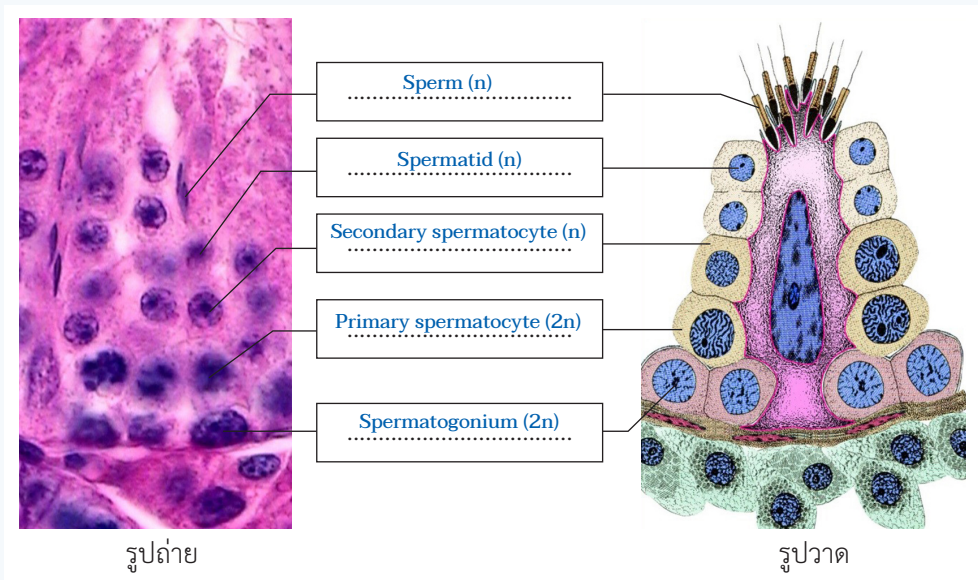 Sperm (n)
Spermatid (n)
Secondary spermatocyte (n)
Primary spermatocyte (2n)
Spermatogonium (2n)
รูปถ่าย
รูปวาด